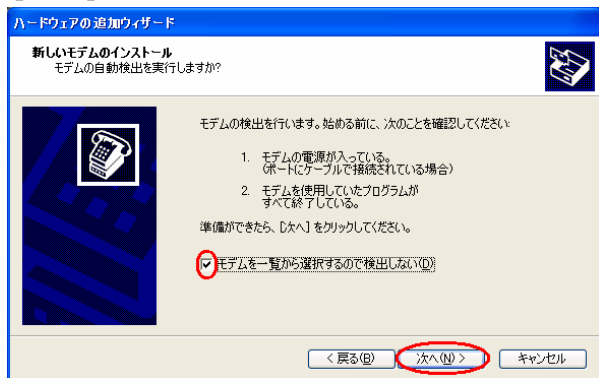 ハードウェアの追加ウィザード
新しいモデムのインストール
モデムの自動検出を実行しますか?
モデムの検出を行います。始める前に、次のことを確認してください:
1. モデムの電源が入っている。
(ポートにケーブルで接続されている場合)
2. モデムを使用していたプログラムが
すべて終了している。
準備ができたら、[次へ] をクリックしてください。
モデムを一覧から選択するので検出しない(D)
< 戻る(B) 次へ(N) > キャンセル